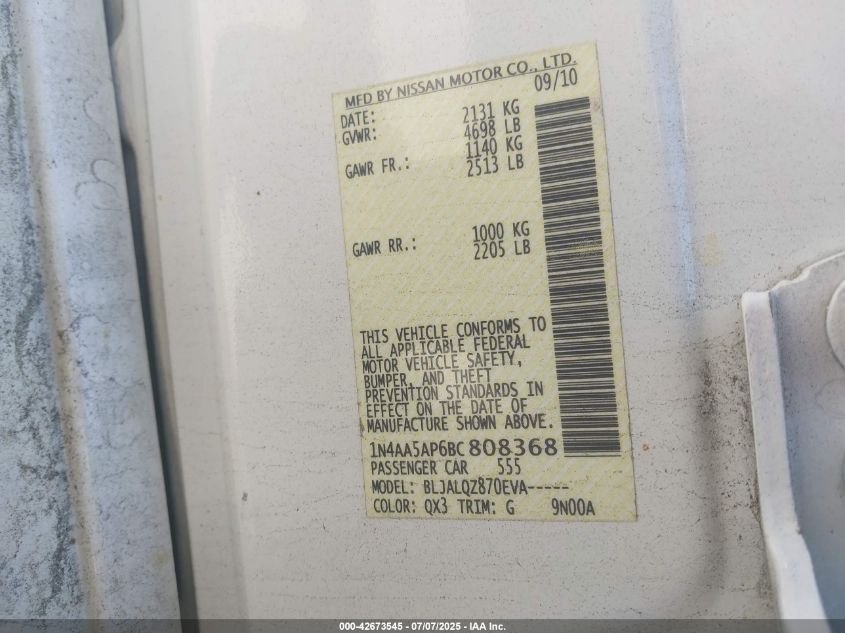 MFD BY NISSAN MOTOR CO., LTD.
DATE: 09/10
GVWR: 2131 KG
4698 LB
GAWR FR.: 1140 KG
2513 LB
GAWR RR.: 1000 KG
2205 LB
THIS VEHICLE CONFORMS TO
ALL APPLICABLE FEDERAL
MOTOR VEHICLE SAFETY,
BUMPER, AND THEFT
PREVENTION STANDARDS IN
EFFECT ON THE DATE OF
MANUFACTURE SHOWN ABOVE.
1N4AA5AP6BC808368
PASSENGER CAR 555
MODEL: BLJALQZ870EVA-----
COLOR: QX3 TRIM: G 9N00A
000-42673545 - 07/07/2025 - IAA Inc.